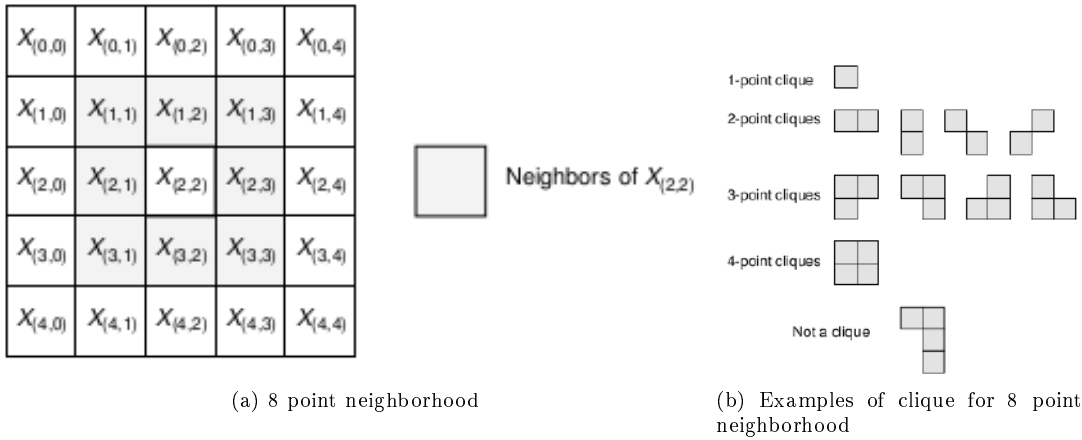 X(0,0) X(0,1) X(0,2) X(0,3) X(0,4)
X(1,0) X(1,1) X(1,2) X(1,3) X(1,4)
X(2,0) X(2,1) X(2,2) X(2,3) X(2,4)
X(3,0) X(3,1) X(3,2) X(3,3) X(3,4)
X(4,0) X(4,1) X(4,2) X(4,3) X(4,4)
Neighbors of X(2,2)
(a) 8 point neighborhood
1-point clique
2-point cliques
3-point cliques
4-point cliques
Not a clique
(b) Examples of clique for 8 point
neighborhood